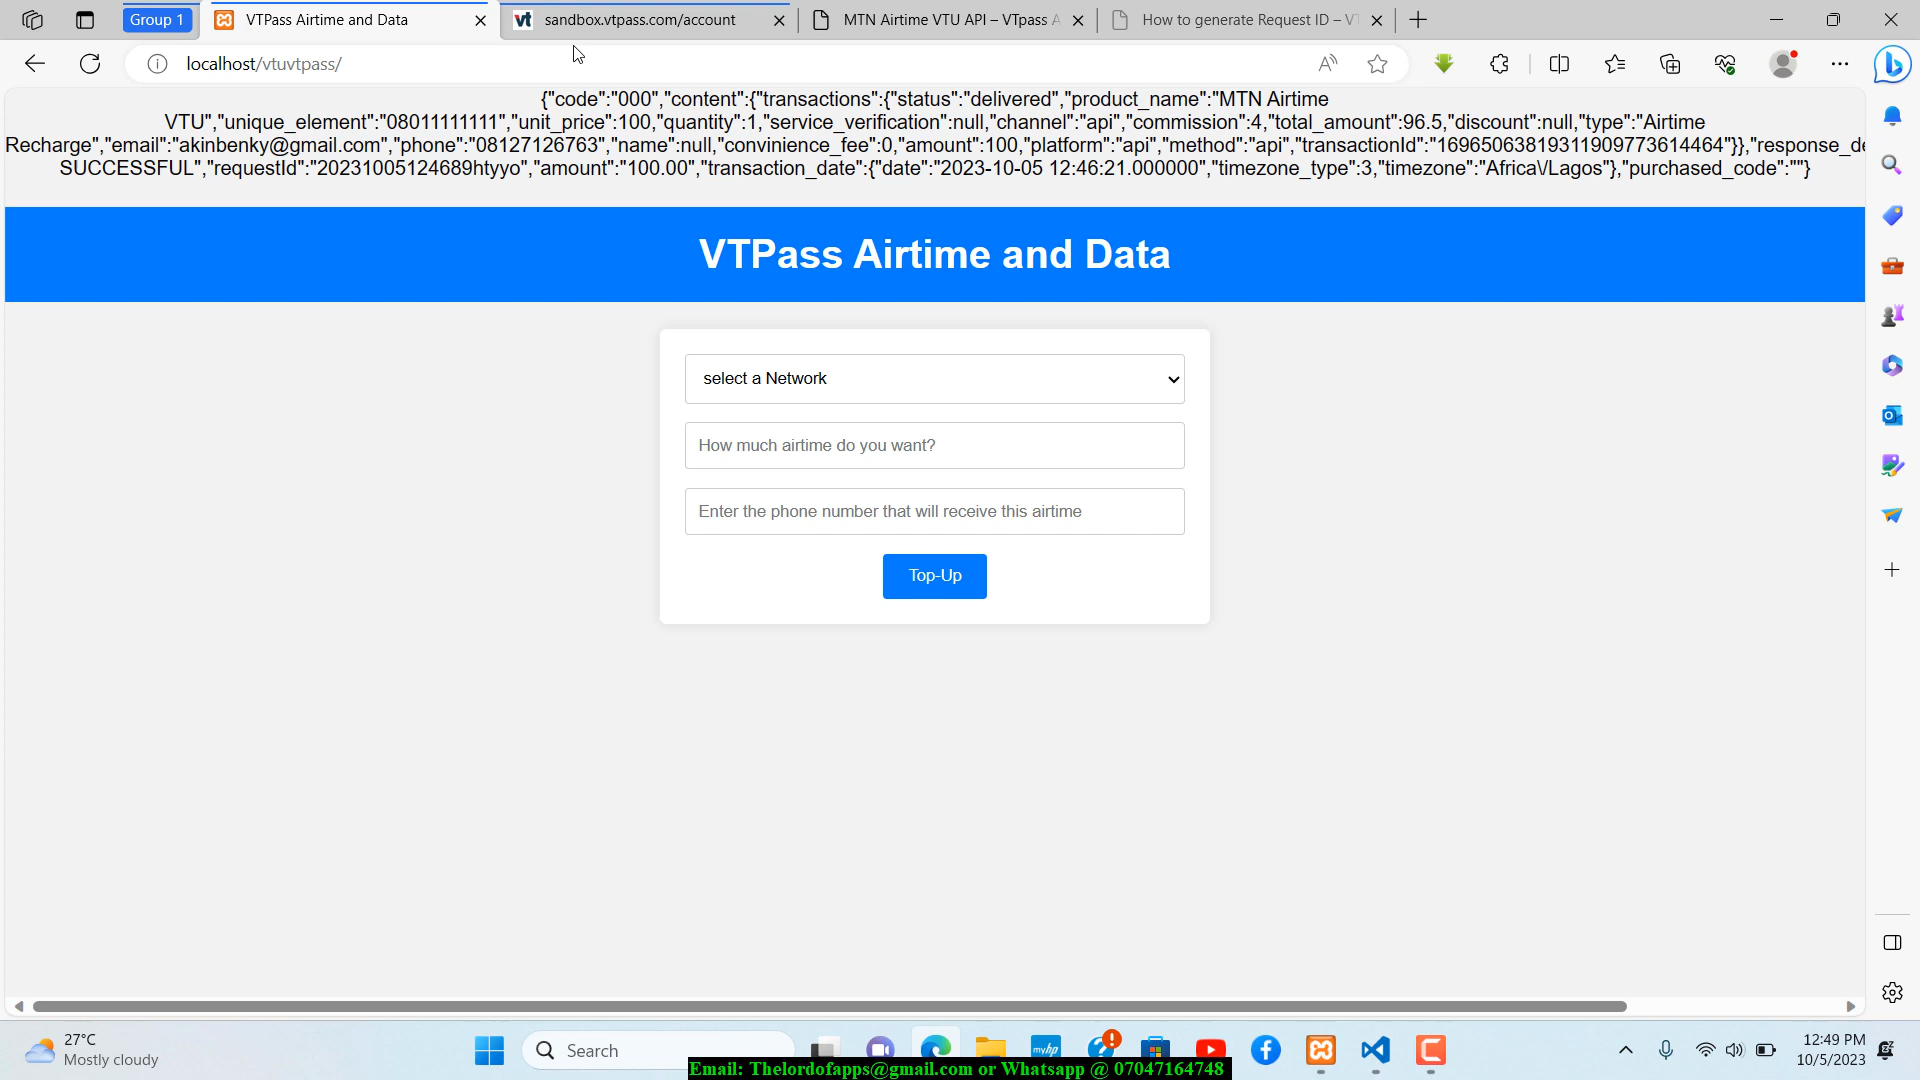 Group 1
VTPass Airtime and Data
sandbox.vtpass.com/account
MTN Airtime VTU API – VTpass
How to generate Request ID –
localhost/vtuvtpass/
{"code":"000","content":{"transactions":{"status":"delivered","product_name":"MTN Airtime
VTU","unique_element":"08011111111","unit_price":100,"quantity":1,"service_verification":null,"channel":"api","commission":4,"total_amount":96.5,"discount":null,"type":"Airtime
Recharge","email":"akinbenky@gmail.com","phone":"08127126763","name":null,"convinience_fee":0,"amount":100,"platform":"api","method":"api","transactionId":"16965063819311909773614464"}},"response_de
SUCCESSFUL","requestId":"20231005124689htyyo","amount":"100.00","transaction_date":{"date":"2023-10-05 12:46:21.000000","timezone_type":3,"timezone":"Africa\/Lagos"},"purchased_code":""}
VTPass Airtime and Data
select a Network
How much airtime do you want?
Enter the phone number that will receive this airtime
Top-Up
27°C
Mostly cloudy
Search
myhp
12:49 PM
10/5/2023
Email: Thelordofapps@gmail.com or Whatsapp @ 07047164748